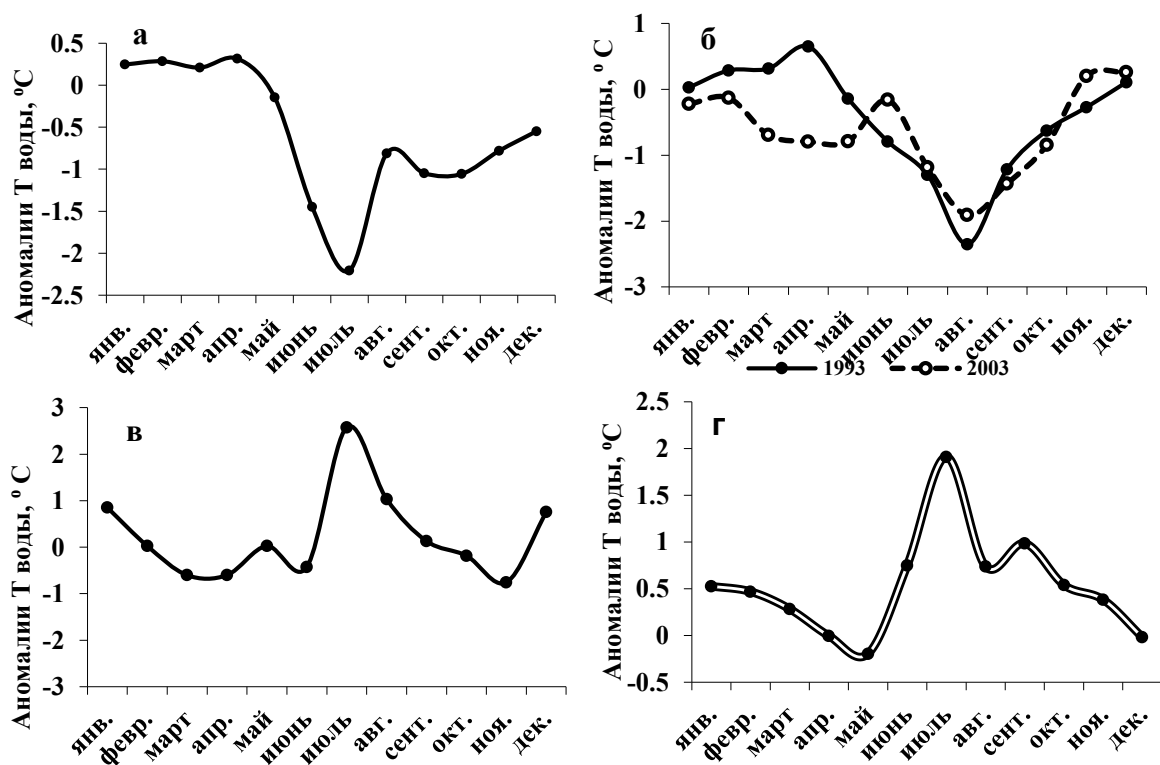 а
Аномалии Т воды, ºС
0.5
0
-0.5
-1
-1.5
-2
-2.5
янв.
февр.
март
апр.
май
июнь
июль
авг.
сент.
окт.
ноя.
дек.
б
Аномалии Т воды, º С
1
0
-1
-2
-3
янв.
февр.
март
апр.
май
июнь
июль
авг.
сент.
окт.
ноя.
дек.
1993
2003
в
Аномалии Т воды, º С
3
2
1
0
-1
-2
-3
янв.
февр.
март
апр.
май
июнь
июль
авг.
сент.
окт.
ноя.
дек.
г
Аномалии Т воды, ºС
2.5
2
1.5
1
0.5
0
-0.5
янв.
февр.
март
апр.
май
июнь
июль
авг.
сент.
окт.
ноя.
дек.